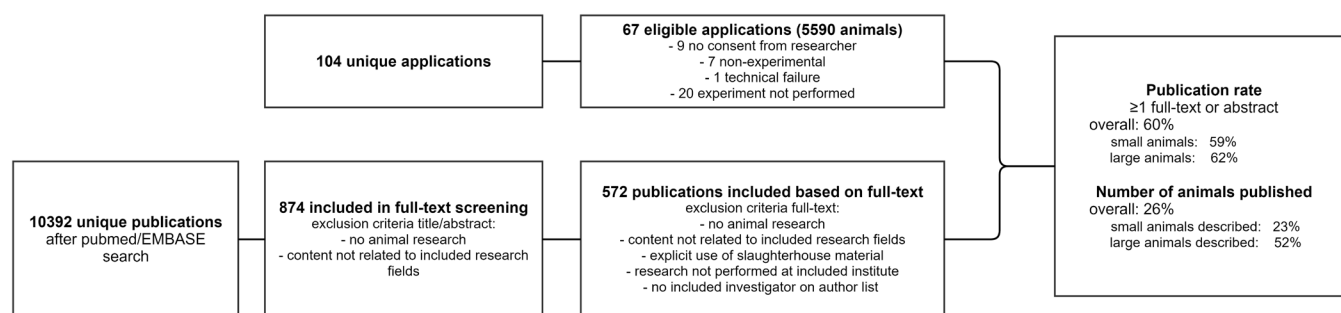 104 unique applications
67 eligible applications (5590 animals)
- 9 no consent from researcher
- 7 non-experimental
- 1 technical failure
- 20 experiment not performed
10392 unique publications
after pubmed/EMBASE
search
874 included in full-text screening
exclusion criteria title/abstract:
- no animal research
- content not related to included research
fields
572 publications included based on full-text
exclusion criteria full-text:
- no animal research
- content not related to included research fields
- explicit use of slaughterhouse material
- research not performed at included institute
- no included investigator on author list
Publication rate
≥1 full-text or abstract
overall: 60%
small animals: 59%
large animals: 62%
Number of animals published
overall: 26%
small animals described: 23%
large animals described: 52%